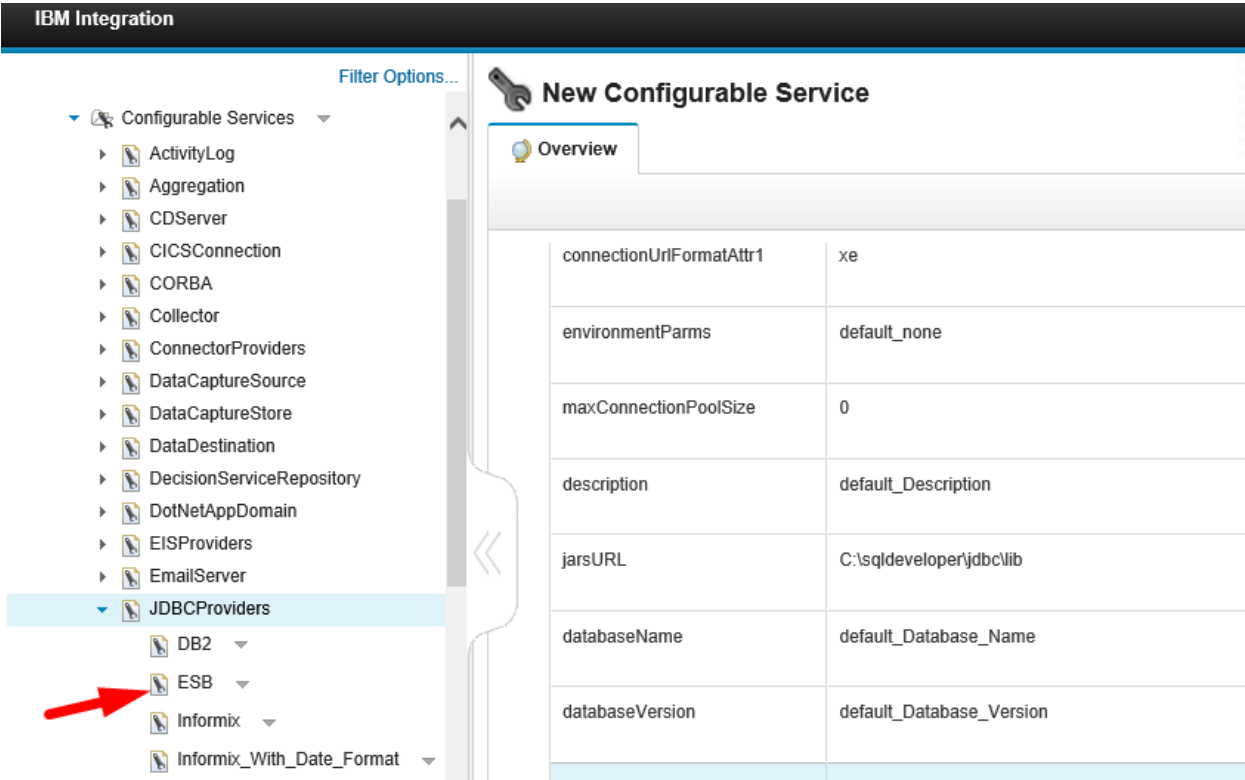 IBM Integration
Filter Options...
Configurable Services
ActivityLog
Aggregation
CDServer
CICSConnection
CORBA
Collector
ConnectorProviders
DataCaptureSource
DataCaptureStore
DataDestination
DecisionServiceRepository
DotNetAppDomain
EISProviders
EmailServer
JDBCProviders
DB2
ESB
Informix
Informix_With_Date_Format
New Configurable Service
Overview
connectionUrlFormatAttr1 xe
environmentParms default_none
maxConnectionPoolSize 0
description default_Description
jarsURL C:\sqldeveloper\jdbc\lib
databaseName default_Database_Name
databaseVersion default_Database_Version